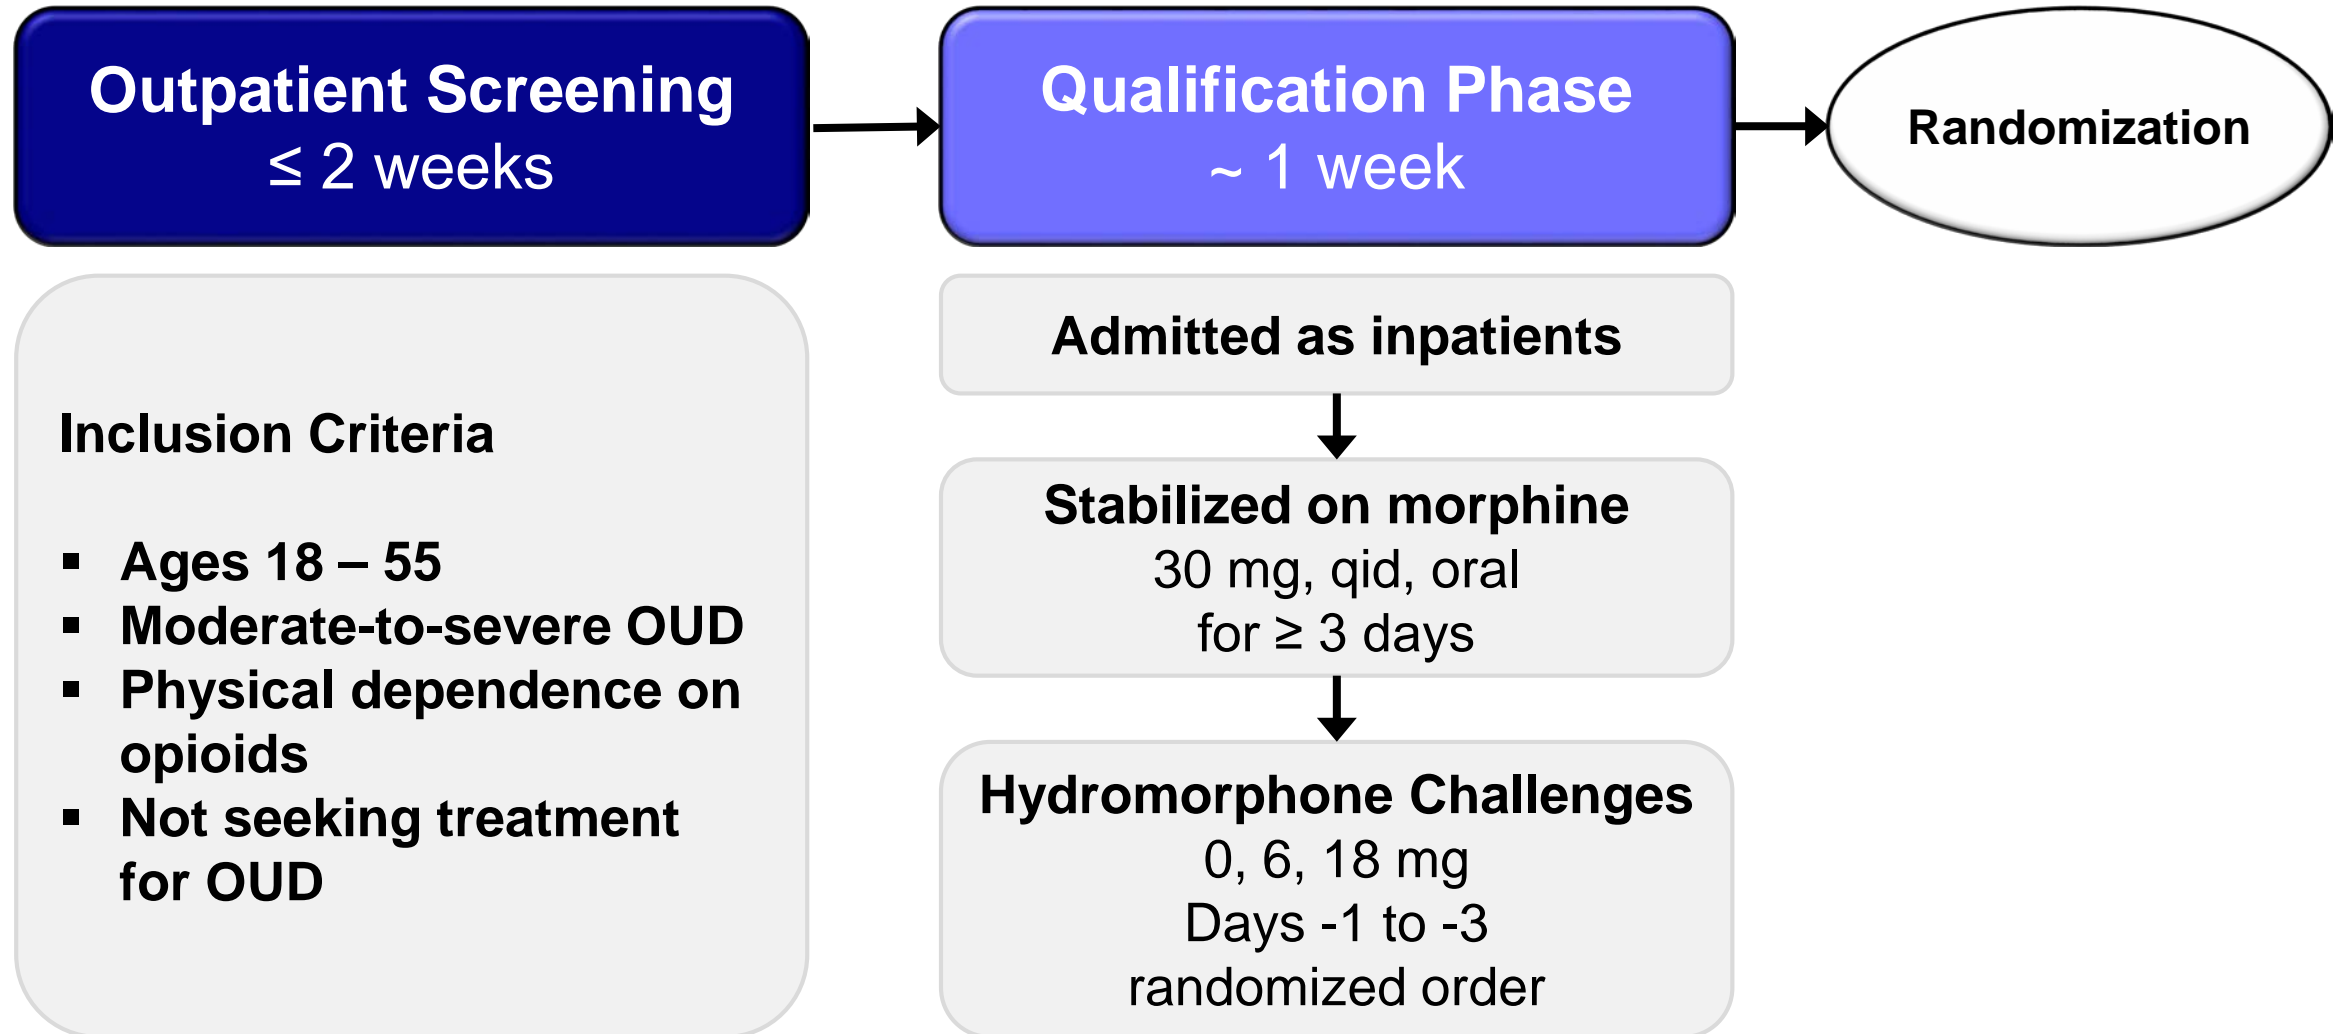 Outpatient Screening
≤ 2 weeks
Qualification Phase
~ 1 week
Randomization
Inclusion Criteria
▪ Ages 18 – 55
▪ Moderate-to-severe OUD
▪ Physical dependence on
opioids
▪ Not seeking treatment
for OUD
Admitted as inpatients
Stabilized on morphine
30 mg, qid, oral
for ≥ 3 days
Hydromorphone Challenges
0, 6, 18 mg
Days -1 to -3
randomized order